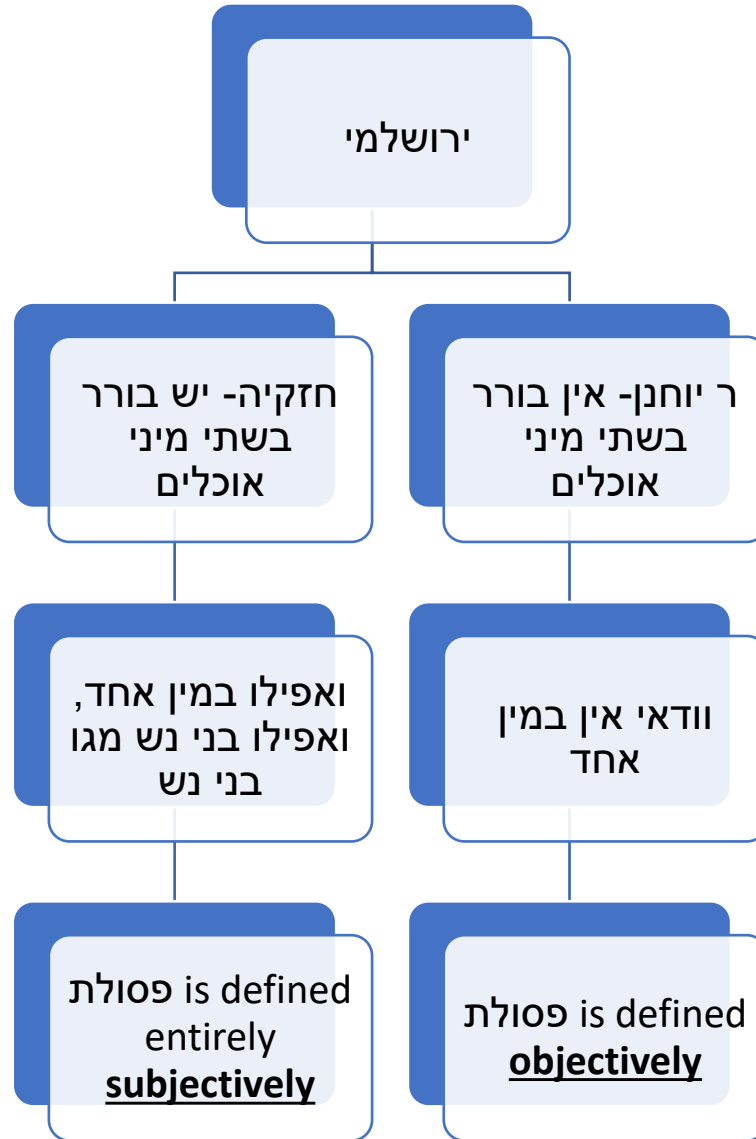 ירושלמי
ר יוחנן- אין בורר
בשתי מיני
אוכלים
וודאי אין במין
אחד
פסולת is defined
objectively
חזקיה- יש בורר
בשתי מיני
אוכלים
ואפילו במין אחד,
ואפילו בני נש מגו
בני נש
פסולת is defined
entirely
subjectively